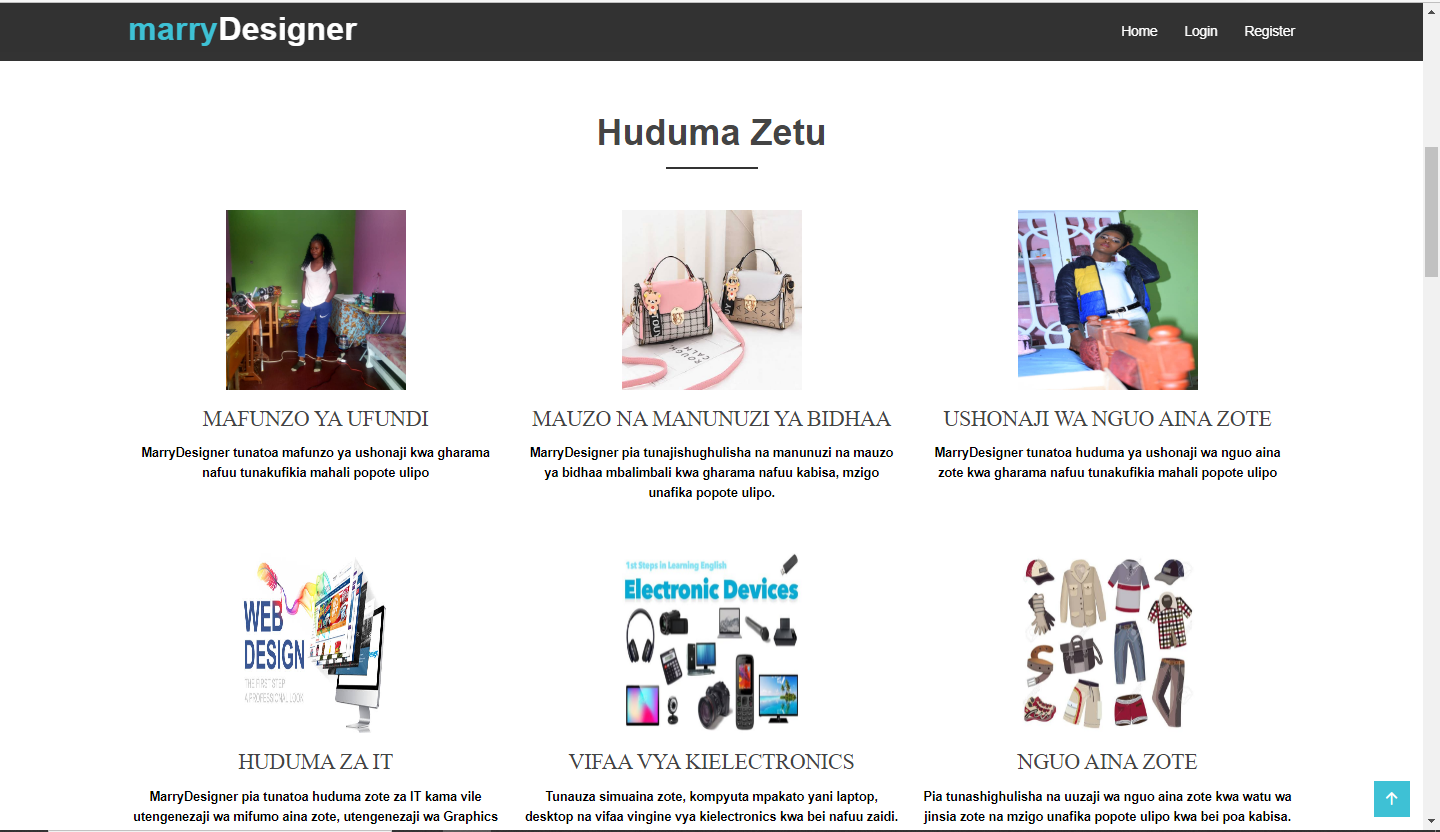 marryDesigner
Home Login Register
Huduma Zetu
MAFUNZO YA UFUNDI
MarryDesigner tunatoa mafunzo ya ushonaji kwa gharama
nafuu tunakufikia mahali popote ulipo
ROUGH
CALM
MAUZO NA MANUNUZI YA BIDHAA
MarryDesigner pia tunajishughulisha na manunuzi na mauzo
ya bidhaa mbalimbali kwa gharama nafuu kabisa, mzigo
unafika popote ulipo.
USHONAJI WA NGUO AINA ZOTE
MarryDesigner tunatoa huduma ya ushonaji wa nguo aina
zote kwa gharama nafuu tunakufikia mahali popote ulipo
WEB
DESIGN
THE FIRST STEP
A PROFESSIONAL LOOK
HUDUMA ZA IT
MarryDesigner pia tunatoa huduma zote za IT kama vile
utengenezaji wa mifumo aina zote, utengenezaji wa Graphics
1st Steps in Learning English
Electronic Devices
VIFAA VYA KIELECTRONICS
Tunauza simuaina zote, kompyuta mpakato yani laptop,
desktop na vifaa vingine vya kielectronics kwa bei nafuu zaidi.
NGUO AINA ZOTE
Pia tunashighulisha na uuzaji wa nguo aina zote kwa watu wa
jinsia zote na mzigo unafika popote ulipo kwa bei poa kabisa.